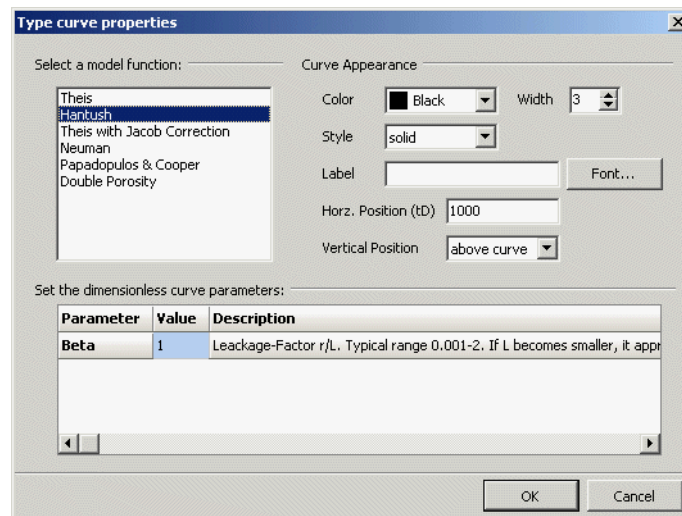 Type curve properties
Select a model function:
Theis
Hantush
Theis with Jacob Correction
Neuman
Papadopulos & Cooper
Double Porosity
Curve Appearance
Color Black Width 3
Style solid
Label Font...
Horz. Position (tD) 1000
Vertical Position above curve
Set the dimensionless curve parameters:
Parameter Value Description
Beta 1 Leackage-Factor r/L. Typical range 0.001-2. If L becomes smaller, it appr
OK Cancel